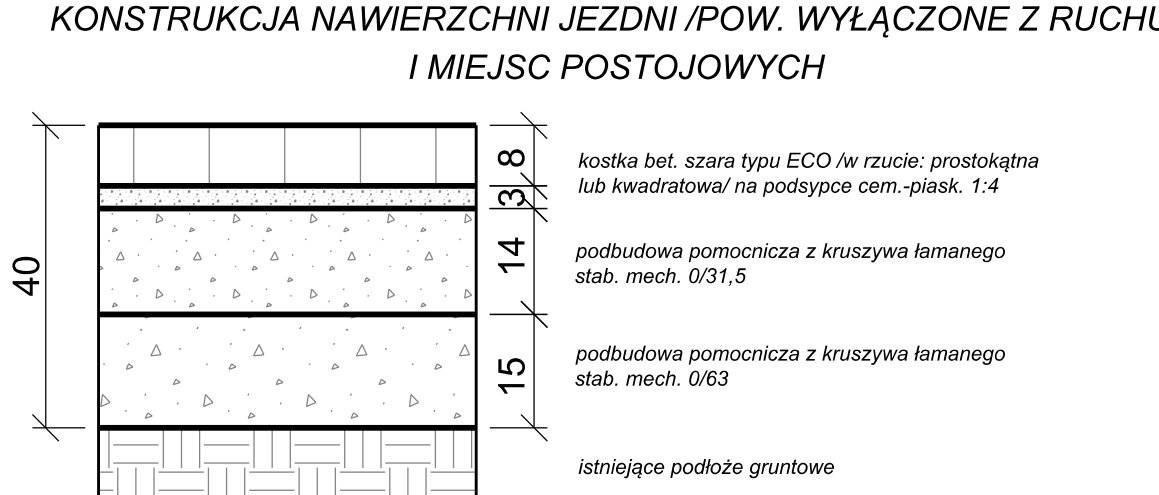 KONSTRUKCJA NAWIERZCHNI JEZDNI /POW. WYŁĄCZONE Z RUCHU
I MIEJSC POSTOJOWYCH
40
8
3
14
15
kostka bet. szara typu ECO /w rzucie: prostokątna
lub kwadratowa/ na podsypce cem.-piask. 1:4
podbudowa pomocnicza z kruszywa łamanego
stab. mech. 0/31,5
podbudowa pomocnicza z kruszywa łamanego
stab. mech. 0/63
istniejące podłoże gruntowe